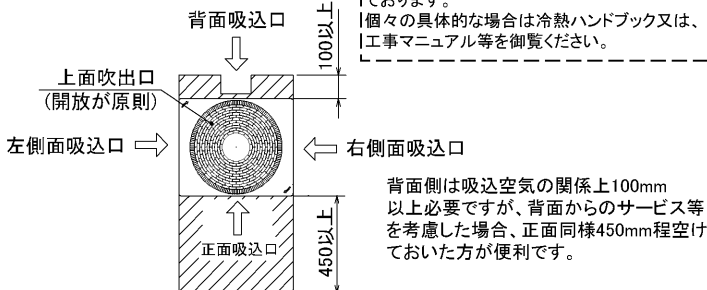 ております。
個々の具体的な場合は冷熱ハンドブック又は、
工事マニュアル等を御覧ください。
背面吸込口
100以上
上面吹出口
(開放が原則)
左側面吸込口
右側面吸込口
背面側は吸込空気の関係上100mm
以上必要ですが、背面からのサービス等
を考慮した場合、正面同様450mm程空け
ておいた方が便利です。
正面吸込口
450以上